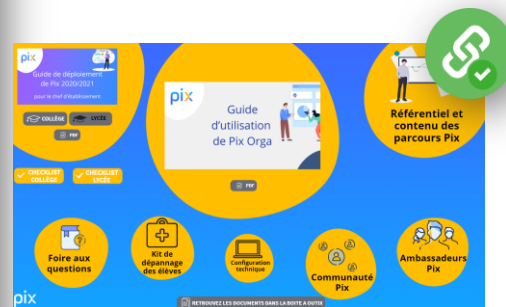 pix
Guide de déploiement
de Pix 2020/2021
pour le chef d'établissement
COLLÈGE
LYCÉE
PDF
CHECKLIST
COLLÈGE
CHECKLIST
LYCÉE
pix
Guide
d'utilisation
de Pix Orga
PDF
Référentiel et
contenu des
parcours Pix
Foire aux
questions
Kit de
dépannage
des élèves
Configuration
technique
Communauté
Pix
Ambassadeurs
Pix
pix
RETROUVEZ LES DOCUMENTS DANS LA BOITE A OUTIX